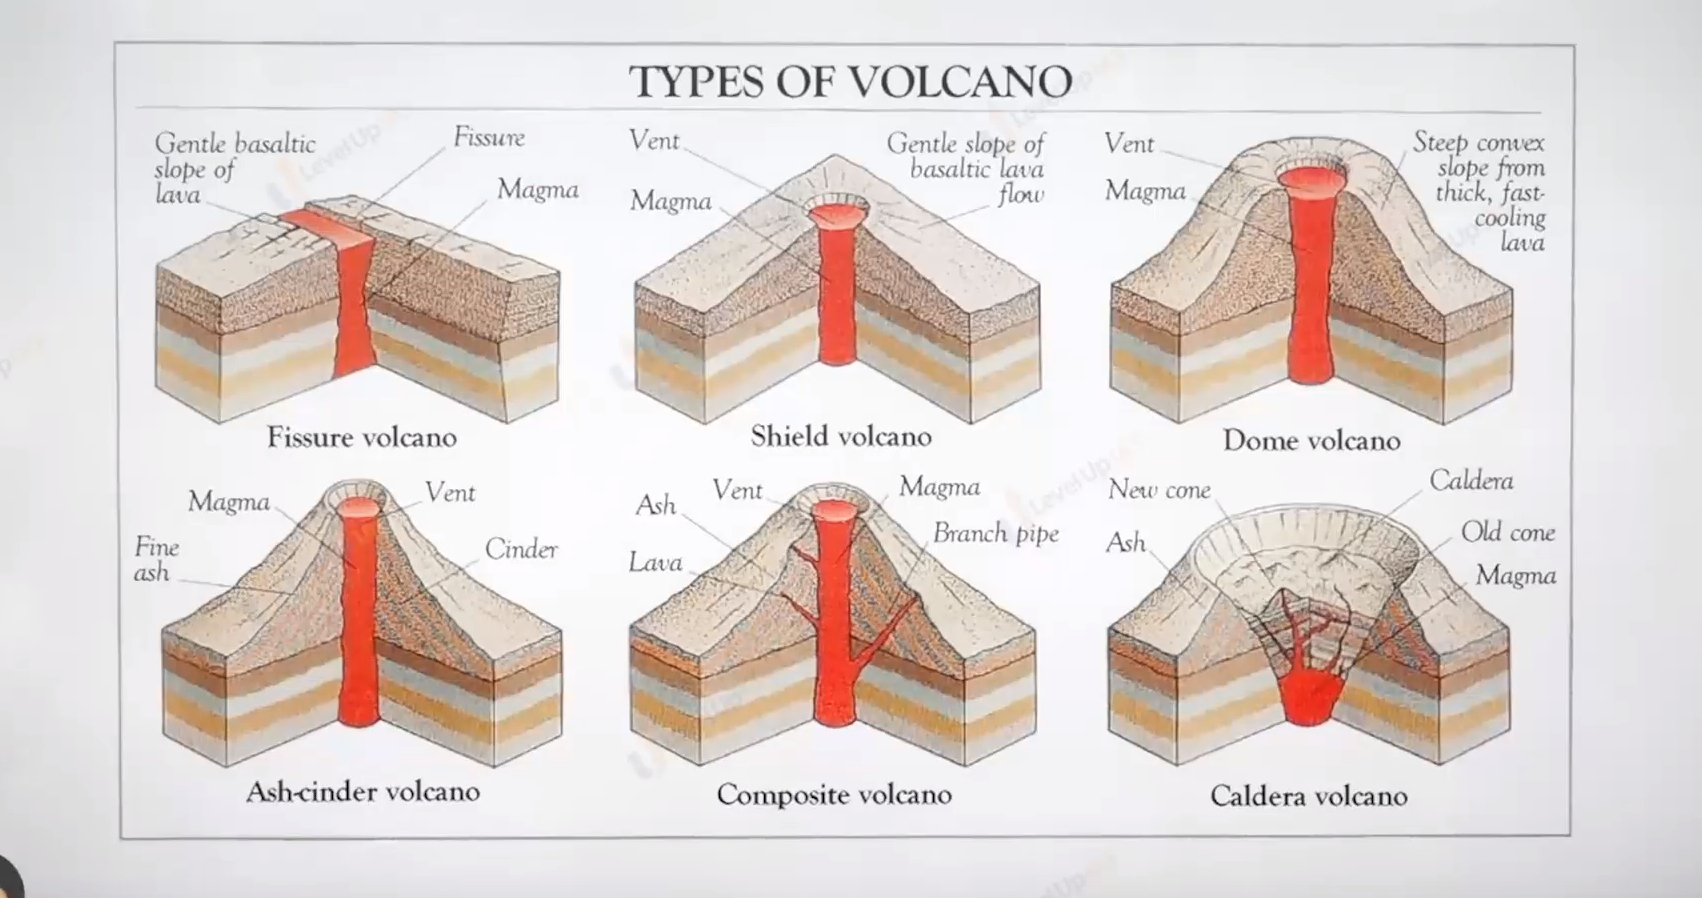 TYPES OF VOLCANO
Gentle basaltic
slope of
lava
Fissure
Magma
Fissure volcano
Vent
Magma
Gentle slope of
basaltic lava
flow
Shield volcano
Vent
Magma
Steep convex
slope from
thick, fast-
cooling
lava
Dome volcano
Magma
Vent
Fine
ash
Cinder
Ash-cinder volcano
Ash
Vent
Magma
Lava
Branch pipe
Composite volcano
New cone
Caldera
Ash
Old cone
Magma
Caldera volcano
LevelUp
LevelUp
LevelUp